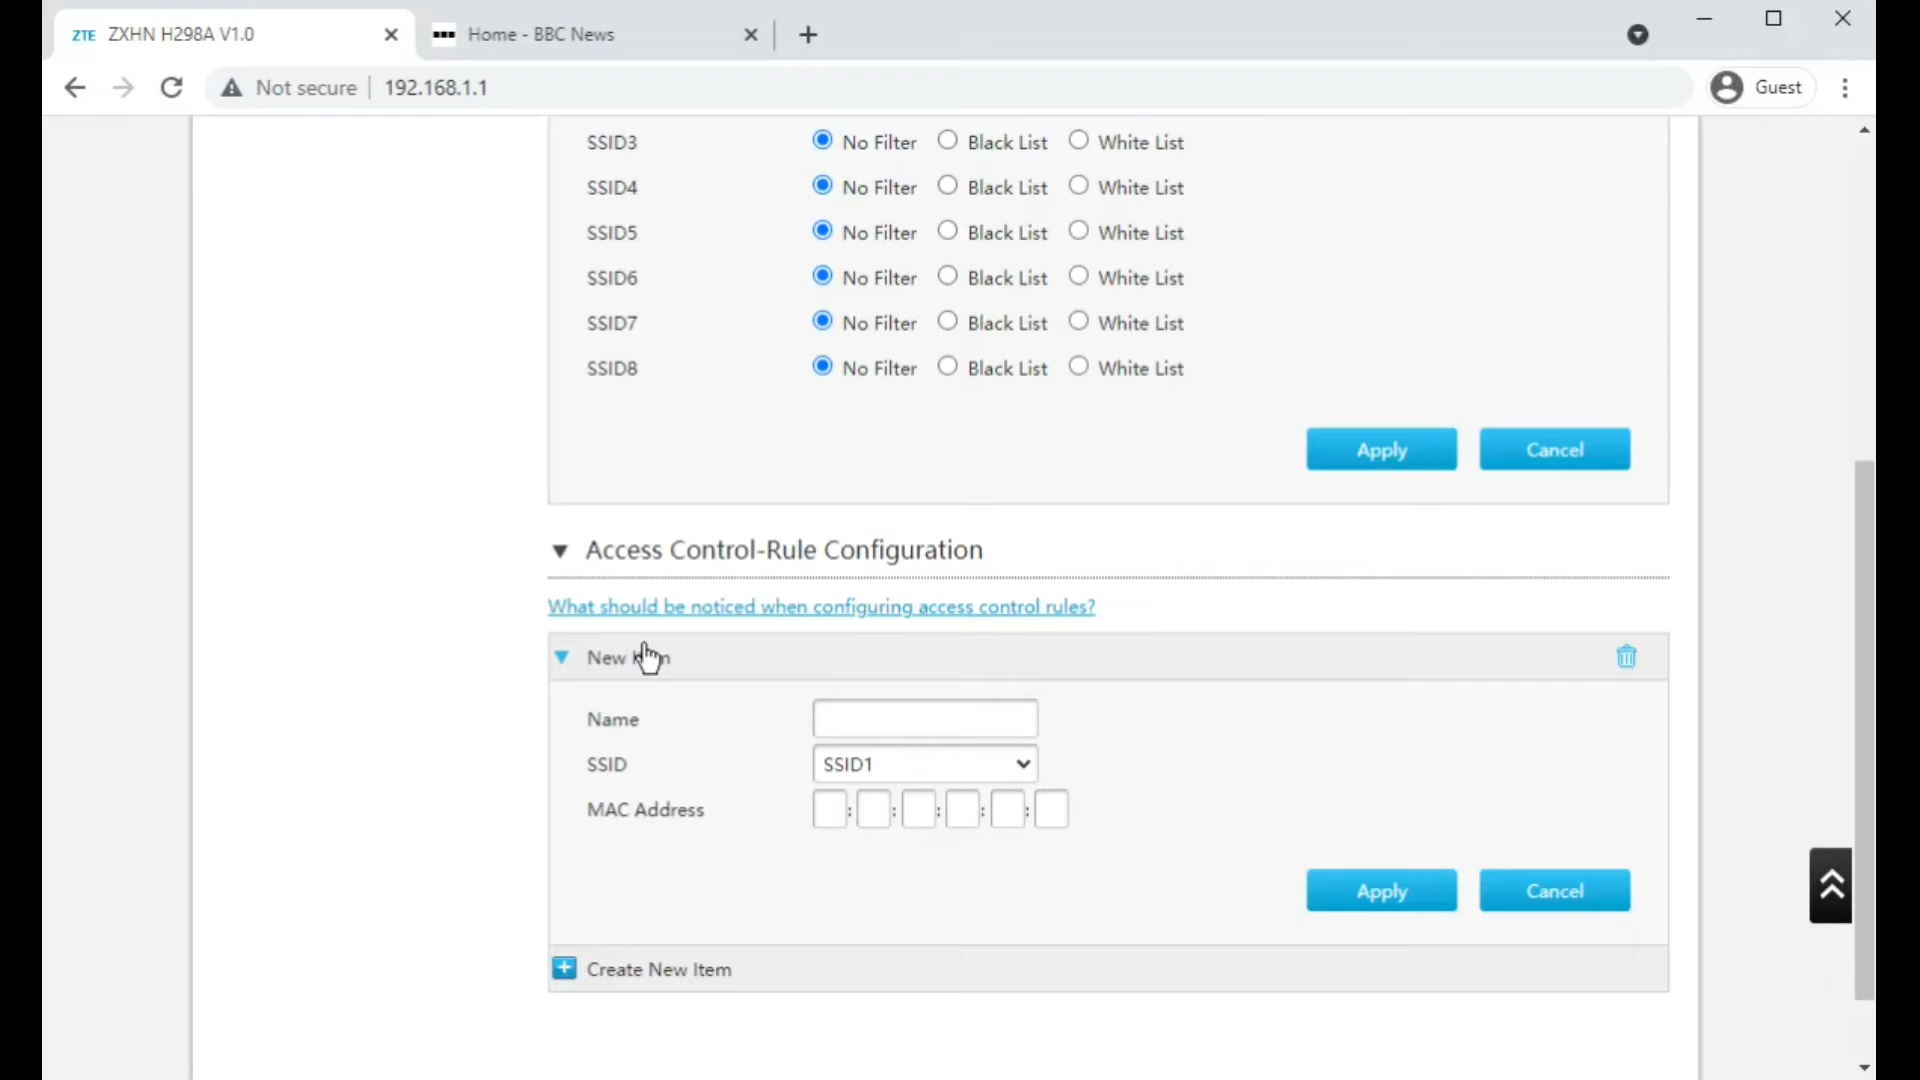 ZTE ZXHN H298A V1.0
Home - BBC News
Not secure 192.168.1.1
Guest
SSID3 No Filter Black List White List
SSID4 No Filter Black List White List
SSID5 No Filter Black List White List
SSID6 No Filter Black List White List
SSID7 No Filter Black List White List
SSID8 No Filter Black List White List
Apply Cancel
Access Control-Rule Configuration
What should be noticed when configuring access control rules?
New Item
Name
SSID SSID1
MAC Address : : : : :
Apply Cancel
Create New Item